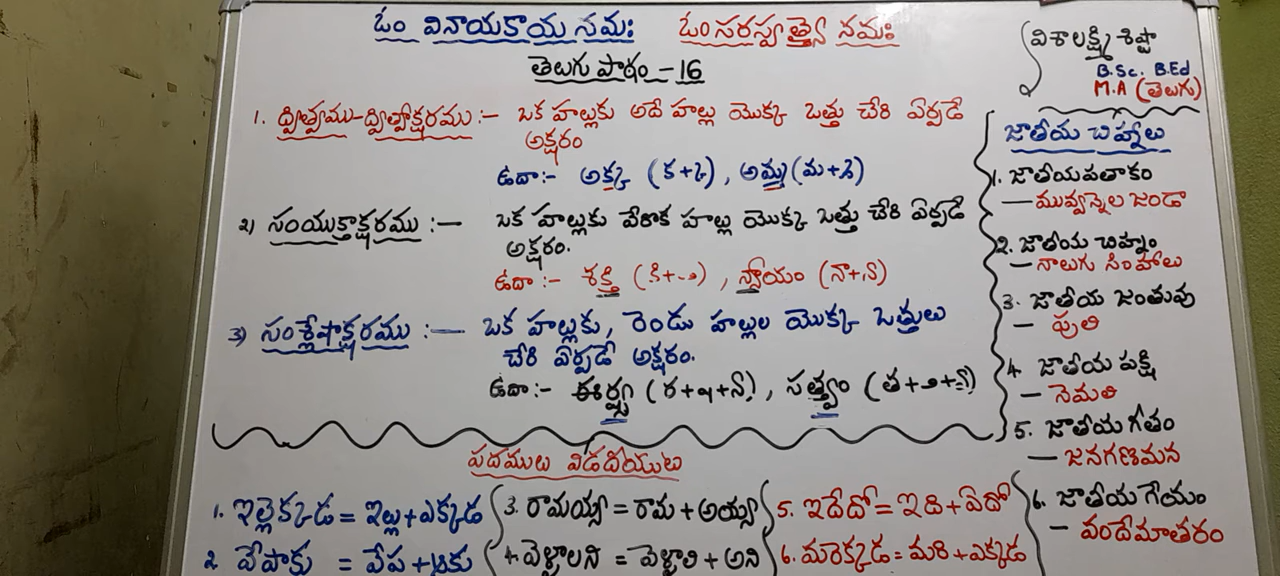 ఓం వినాయకాయ నమః ఓం సరస్వత్యై నమః
తెలుగు పాఠం - 16
విశాలక్ష్మి శిష్టా
B.Sc. B.Ed
M.A (తెలుగు)
1. ద్విత్వము-ద్విత్వాక్షరము :- ఒక హల్లుకు అదే హల్లు యొక్క ఒత్తు చేరి ఏర్పడే
అక్షరం
ఉదా :- అక్క (క+్క), అమ్మ (మ+్మ)
2) సంయుక్తాక్షరము :- ఒక హల్లుకు వేరొక హల్లు యొక్క ఒత్తు చేరి ఏర్పడే
అక్షరం.
ఉదా :- శక్తి (కి+్త), న్యాయం (నా+్య)
3) సంశ్లేషాక్షరము :- ఒక హల్లుకు, రెండు హల్లుల యొక్క ఒత్తులు
చేరి ఏర్పడే అక్షరం.
ఉదా :- ఈర్ష్య (ర+్ష+్య), సత్త్వం (త+్త+్వ)
జాతీయ చిహ్నాలు
1. జాతీయపతాకం
- మువ్వన్నెల జండా
2. జాతీయ చిహ్నం
- నాలుగు సింహాలు
3. జాతీయ జంతువు
- పులి
4. జాతీయ పక్షి
- నెమలి
5. జాతీయ గీతం
- జనగణమన
6. జాతీయ గేయం
- వందేమాతరం
పదములు విడదీయుట
1. ఇల్లెక్కడ = ఇల్లు+ఎక్కడ
2 వేపాకు = వేప +ఆకు
3. రామయ్య = రామ + అయ్య
4. వెళ్ళాలని = వెళ్ళాలి + అని
5. ఇదేదో = ఇది + ఏదో
6. మరెక్కడ = మరి + ఎక్కడ